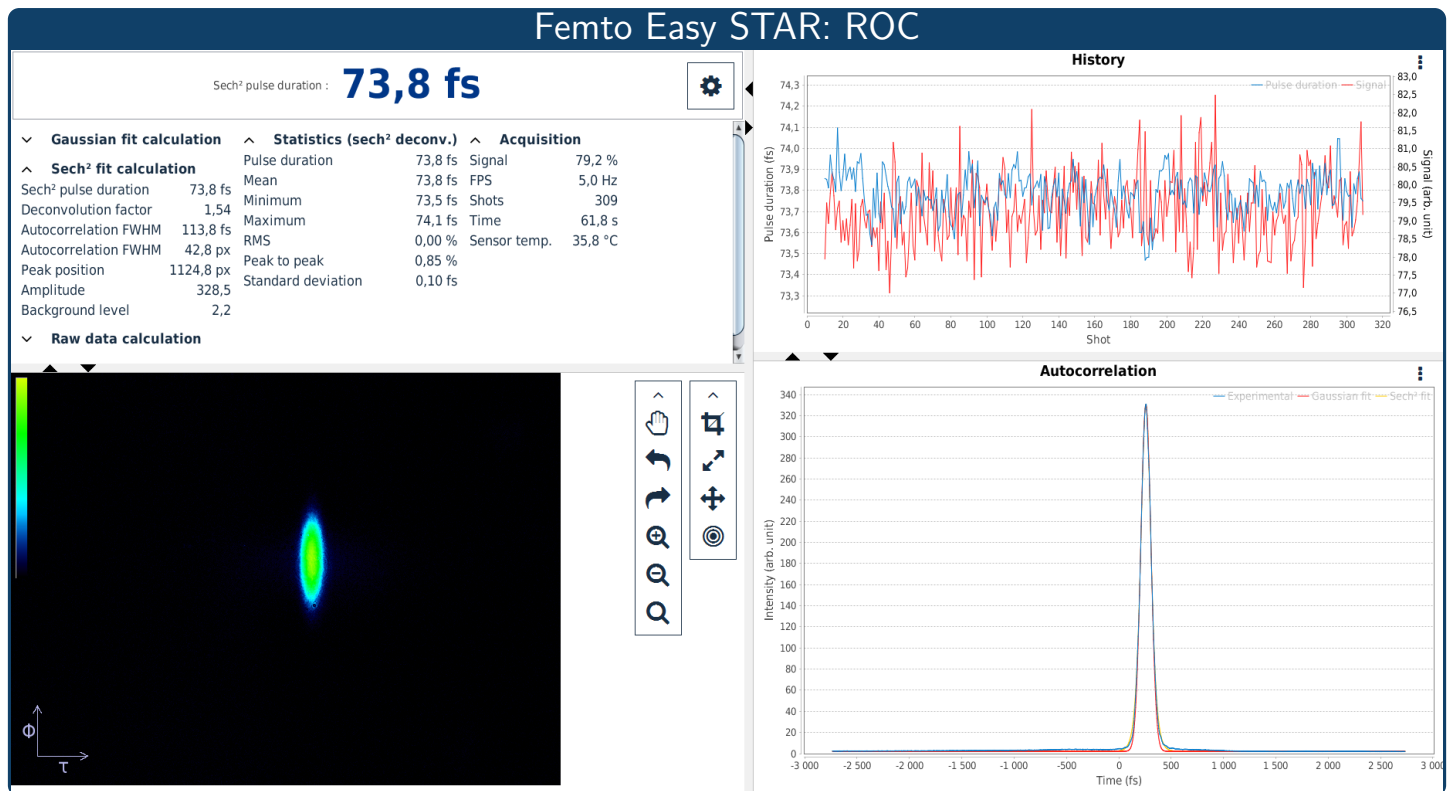 Femto Easy STAR: ROC
Sech² pulse duration : 73,8 fs
Gaussian fit calculation
Sech² fit calculation
Sech² pulse duration 73,8 fs
Deconvolution factor 1,54
Autocorrelation FWHM 113,8 fs
Autocorrelation FWHM 42,8 px
Peak position 1124,8 px
Amplitude 328,5
Background level 2,2
Raw data calculation
Statistics (sech² deconv.)
Pulse duration 73,8 fs
Mean 73,8 fs
Minimum 73,5 fs
Maximum 74,1 fs
RMS 0,00 %
Peak to peak 0,85 %
Standard deviation 0,10 fs
Acquisition
Signal 79,2 %
FPS 5,0 Hz
Shots 309
Time 61,8 s
Sensor temp. 35,8 °C
Φ
τ
History
Pulse duration Signal
Pulse duration (fs)
74,3
74,2
74,1
74,0
73,9
73,8
73,7
73,6
73,5
73,4
73,3
83,0
82,5
82,0
81,5
81,0
80,5
80,0
79,5
79,0
78,5
78,0
77,5
77,0
76,5
Signal (arb. unit)
0 20 40 60 80 100 120 140 160 180 200 220 240 260 280 300 320
Shot
Autocorrelation
Experimental Gaussian fit Sech² fit
Intensity (arb. unit)
340
320
300
280
260
240
220
200
180
160
140
120
100
80
60
40
20
0
-3 000 -2 500 -2 000 -1 500 -1 000 -500 0 500 1 000 1 500 2 000 2 500 3 000
Time (fs)